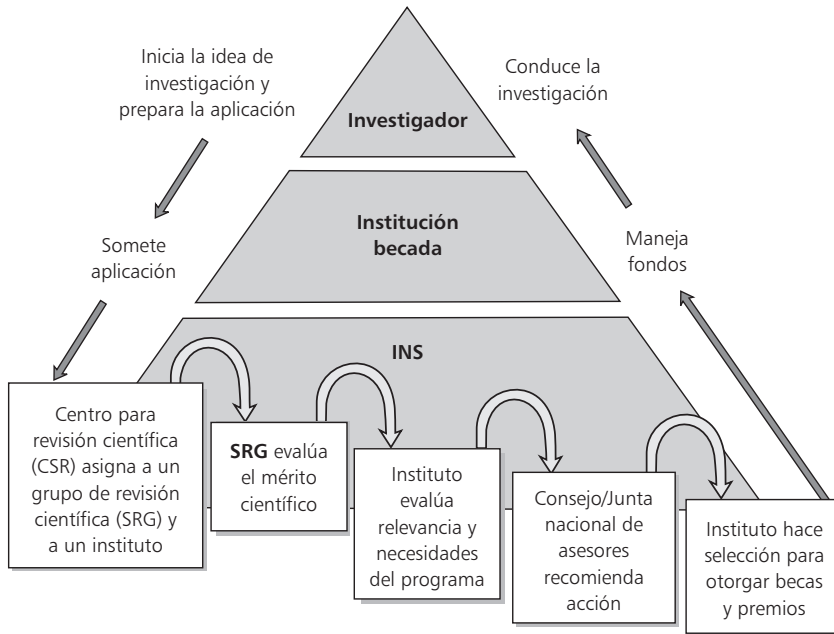 Inicia la idea de
investigación y
prepara la aplicación
Investigador
Conduce la
investigación
Somete
aplicación
Institución
becada
Maneja
fondos
INS
Centro para
revisión científica
(CSR) asigna a un
grupo de revisión
científica (SRG) y
a un instituto
SRG evalúa
el mérito
científico
Instituto
evalúa
relevancia y
necesidades
del programa
Consejo/Junta
nacional de
asesores
recomienda
acción
Instituto hace
selección para
otorgar becas
y premios